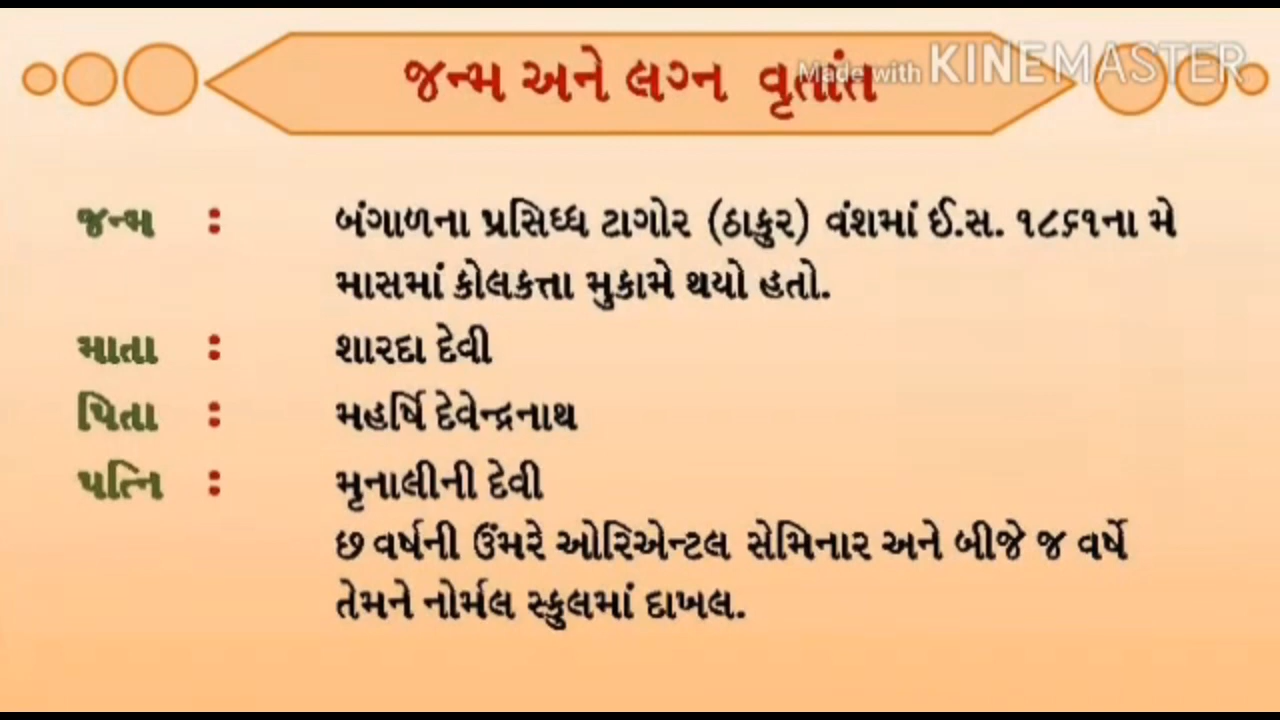 જન્મ અને લગ્ન વૃતાંત
Made with KINEMASTER
જન્મ : બંગાળના પ્રસિધ્ધ ટાગોર (ઠાકુર) વંશમાં ઈ.સ. ૧૮૬૧ના મે
માસમાં કોલકત્તા મુકામે થયો હતો.
માતા : શારદા દેવી
પિતા : મહર્ષિ દેવેન્દ્રનાથ
પત્નિ : મૃનાલીની દેવી
છ વર્ષની ઉંમરે ઓરિએન્ટલ સેમિનાર અને બીજે જ વર્ષે
તેમને નોર્મલ સ્કુલમાં દાખલ.